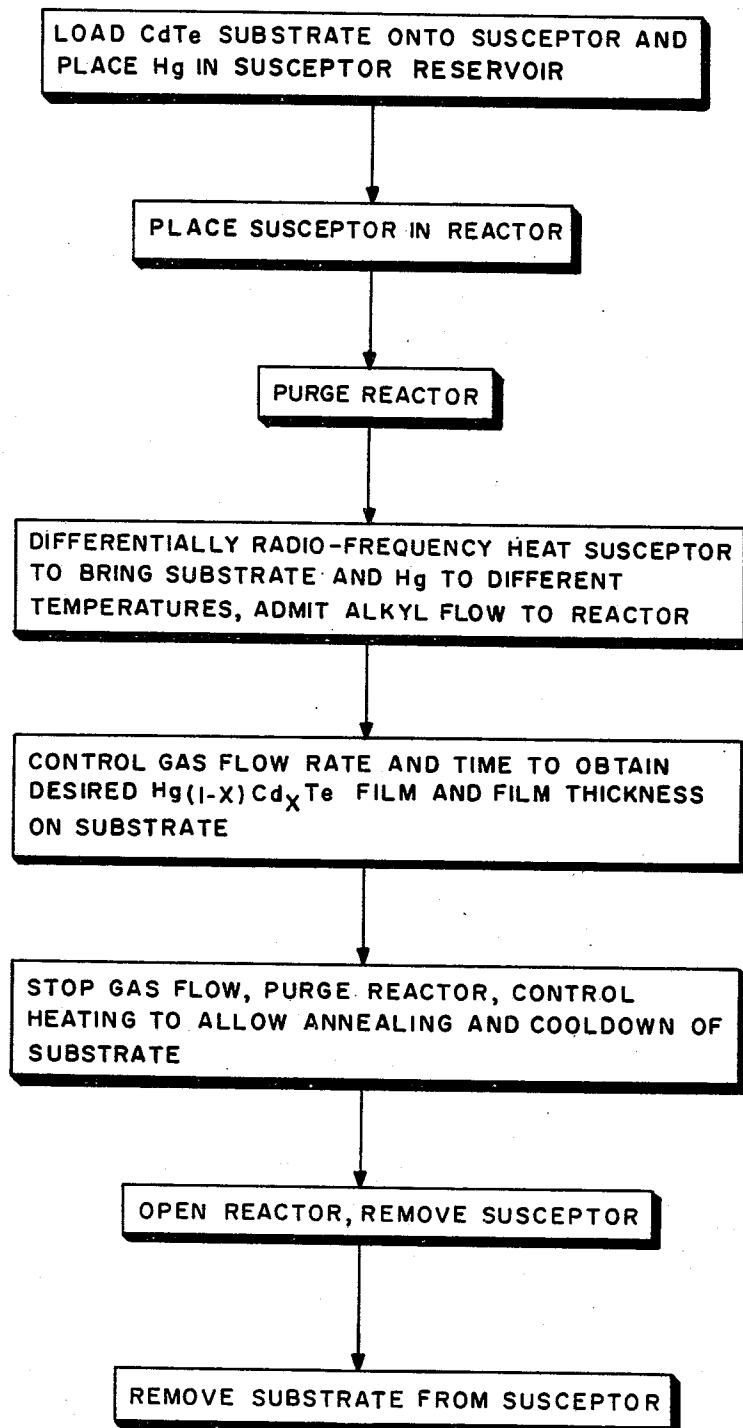 LOAD CdTe SUBSTRATE ONTO SUSCEPTOR AND
PLACE Hg IN SUSCEPTOR RESERVOIR
PLACE SUSCEPTOR IN REACTOR
PURGE REACTOR
DIFFERENTIALLY RADIO-FREQUENCY HEAT SUSCEPTOR
TO BRING SUBSTRATE AND Hg TO DIFFERENT
TEMPERATURES, ADMIT ALKYL FLOW TO REACTOR
CONTROL GAS FLOW RATE AND TIME TO OBTAIN
DESIRED Hg(1-X)CdXTe FILM AND FILM THICKNESS
ON SUBSTRATE
STOP GAS FLOW, PURGE REACTOR, CONTROL
HEATING TO ALLOW ANNEALING AND COOLDOWN OF
SUBSTRATE
OPEN REACTOR, REMOVE SUSCEPTOR
REMOVE SUBSTRATE FROM SUSCEPTOR